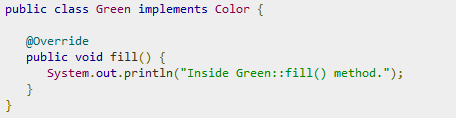 public class Green implements Color {
@Override
public void fill() {
System.out.println("Inside Green::fill() method.");
}
}